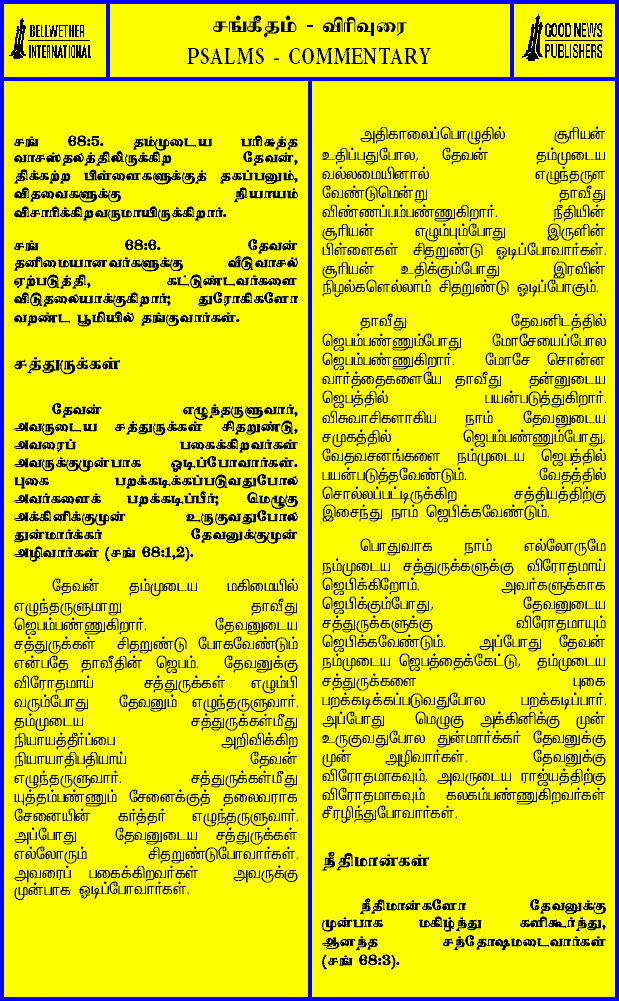 BELLWETHER
INTERNATIONAL
சங்கீதம் - விரிவுரை
PSALMS - COMMENTARY
GOOD NEWS
PUBLISHERS
சங் 68:5. தம்முடைய பரிசுத்த
வாசஸ்தலத்திலிருக்கிற தேவன்,
திக்கற்ற பிள்ளைகளுக்குத் தகப்பனும்,
விதவைகளுக்கு நியாயம்
விசாரிக்கிறவருமாயிருக்கிறார்.
சங் 68:6. தேவன்
தனிமையானவர்களுக்கு வீடுவாசல்
ஏற்படுத்தி, கட்டுண்டவர்களை
விடுதலையாக்குகிறார்; துரோகிகளோ
வறண்ட பூமியில் தங்குவார்கள்.
சத்துருக்கள்
தேவன் எழுந்தருளுவார்,
அவருடைய சத்துருக்கள் சிதறுண்டு,
அவரைப் பகைக்கிறவர்கள்
அவருக்குமுன்பாக ஓடிப்போவார்கள்.
புகை பறக்கடிக்கப்படுவதுபோல
அவர்களைக் பறக்கடிப்பீர்; மெழுகு
அக்கினிக்குமுன் உருகுவதுபோல
துன்மார்க்கர் தேவனுக்குமுன்
அழிவார்கள் (சங் 68:1,2).
தேவன் தம்முடைய மகிமையில்
எழுந்தருளுமாறு தாவீது
ஜெபம்பண்ணுகிறார். தேவனுடைய
சத்துருக்கள் சிதறுண்டு போகவேண்டும்
என்பதே தாவீதின் ஜெபம். தேவனுக்கு
விரோதமாய் சத்துருக்கள் எழும்பி
வரும்போது தேவனும் எழுந்தருளுவார்.
தம்முடைய சத்துருக்கள்மீது
நியாயத்தீர்ப்பை அறிவிக்கிற
நியாயாதிபதியாய் தேவன்
எழுந்தருளுவார். சத்துருக்கள்மீது
யுத்தம்பண்ணும் சேனைக்குத் தலைவராக
சேனையின் கர்த்தர் எழுந்தருளுவார்.
அப்போது தேவனுடைய சத்துருக்கள்
எல்லோரும் சிதறுண்டுபோவார்கள்.
அவரைப் பகைக்கிறவர்கள் அவருக்கு
முன்பாக ஓடிப்போவார்கள்.
அதிகாலைப்பொழுதில் சூரியன்
உதிப்பதுபோல, தேவன் தம்முடைய
வல்லமையினால் எழுந்தருள
வேண்டுமென்று தாவீது
விண்ணப்பம்பண்ணுகிறார். நீதியின்
சூரியன் எழும்பும்போது இருளின்
பிள்ளைகள் சிதறுண்டு ஓடிப்போவார்கள்.
சூரியன் உதிக்கும்போது இரவின்
நிழல்களெல்லாம் சிதறுண்டு ஓடிப்போகும்.
தாவீது தேவனிடத்தில்
ஜெபம்பண்ணும்போது மோசேயைப்போல
ஜெபம்பண்ணுகிறார். மோசே சொன்ன
வார்த்தைகளையே தாவீது தன்னுடைய
ஜெபத்தில் பயன்படுத்துகிறார்.
விசுவாசிகளாகிய நாம் தேவனுடைய
சமுகத்தில் ஜெபம்பண்ணும்போது,
வேதவசனங்களை நம்முடைய ஜெபத்தில்
பயன்படுத்தவேண்டும். வேதத்தில்
சொல்லப்பட்டிருக்கிற சத்தியத்திற்கு
இசைந்து நாம் ஜெபிக்கவேண்டும்.
பொதுவாக நாம் எல்லோருமே
நம்முடைய சத்துருக்களுக்கு விரோதமாய்
ஜெபிக்கிறோம். அவர்களுக்காக
ஜெபிக்கும்போது, தேவனுடைய
சத்துருக்களுக்கு விரோதமாயும்
ஜெபிக்கவேண்டும். அப்போது தேவன்
நம்முடைய ஜெபத்தைக்கேட்டு, தம்முடைய
சத்துருக்களை புகை
பறக்கடிக்கப்படுவதுபோல பறக்கடிப்பார்.
அப்போது மெழுகு அக்கினிக்கு முன்
உருகுவதுபோல துன்மார்க்கர் தேவனுக்கு
முன் அழிவார்கள். தேவனுக்கு
விரோதமாகவும், அவருடைய ராஜ்யத்திற்கு
விரோதமாகவும் கலகம்பண்ணுகிறவர்கள்
சீரழிந்துபோவார்கள்.
நீதிமான்கள்
நீதிமான்களோ தேவனுக்கு
முன்பாக மகிழ்ந்து களிகூர்ந்து,
ஆனந்த சந்தோஷமடைவார்கள்
(சங் 68:3).